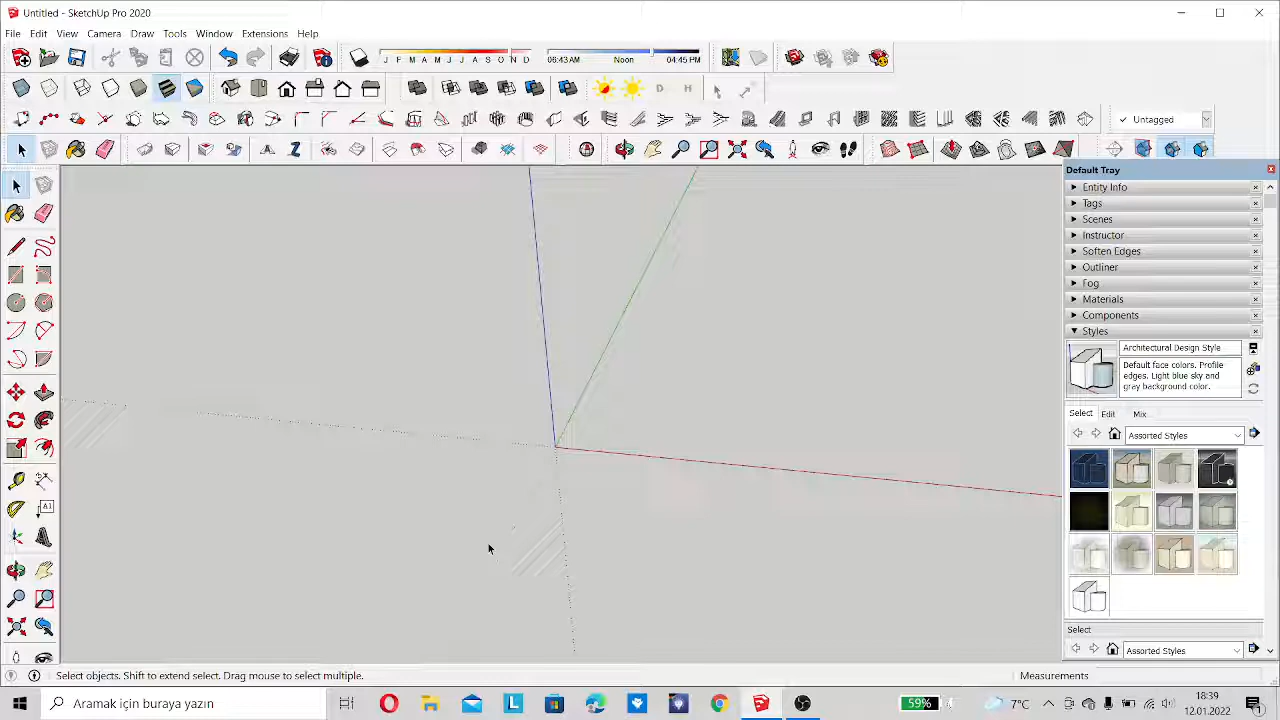 Untitled - SketchUp Pro 2020
File Edit View Camera Draw Tools Window Extensions Help
J F M A M J J A S O N D 06:43 AM Noon 04:45 PM
D H
Untagged
Default Tray
Entity Info
Tags
Scenes
Instructor
Soften Edges
Outliner
Fog
Materials
Components
Styles
Architectural Design Style
Default face colors. Profile
edges. Light blue sky and
gray background color.
Select Edit Mix
Assorted Styles
A1
Select
Assorted Styles
Select objects. Shift to extend select. Drag mouse to select multiple.
Measurements
Aramak için buraya yazın
L
59%
7°C
18:39
12.01.2022